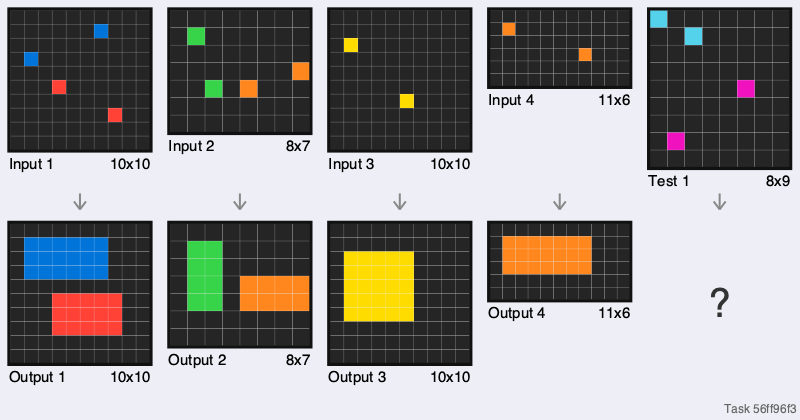 Input 1 10x10
Input 2 8x7
Input 3 10x10
Input 4 11x6
Test 1 8x9
Output 1 10x10
Output 2 8x7
Output 3 10x10
Output 4 11x6
?
Task 56ff96f3